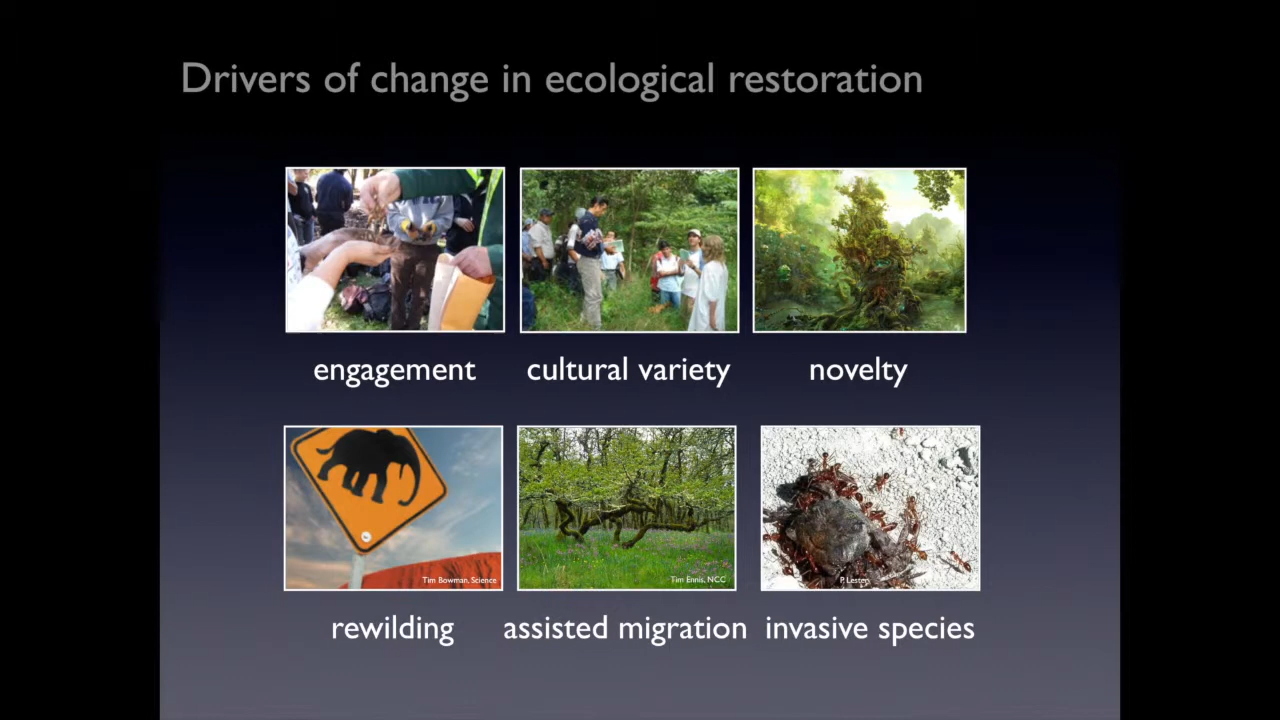 Drivers of change in ecological restoration
engagement
cultural variety
novelty
Tim Bowman, Science
Tim Ennis, NCC
P. Lester
rewilding
assisted migration
invasive species